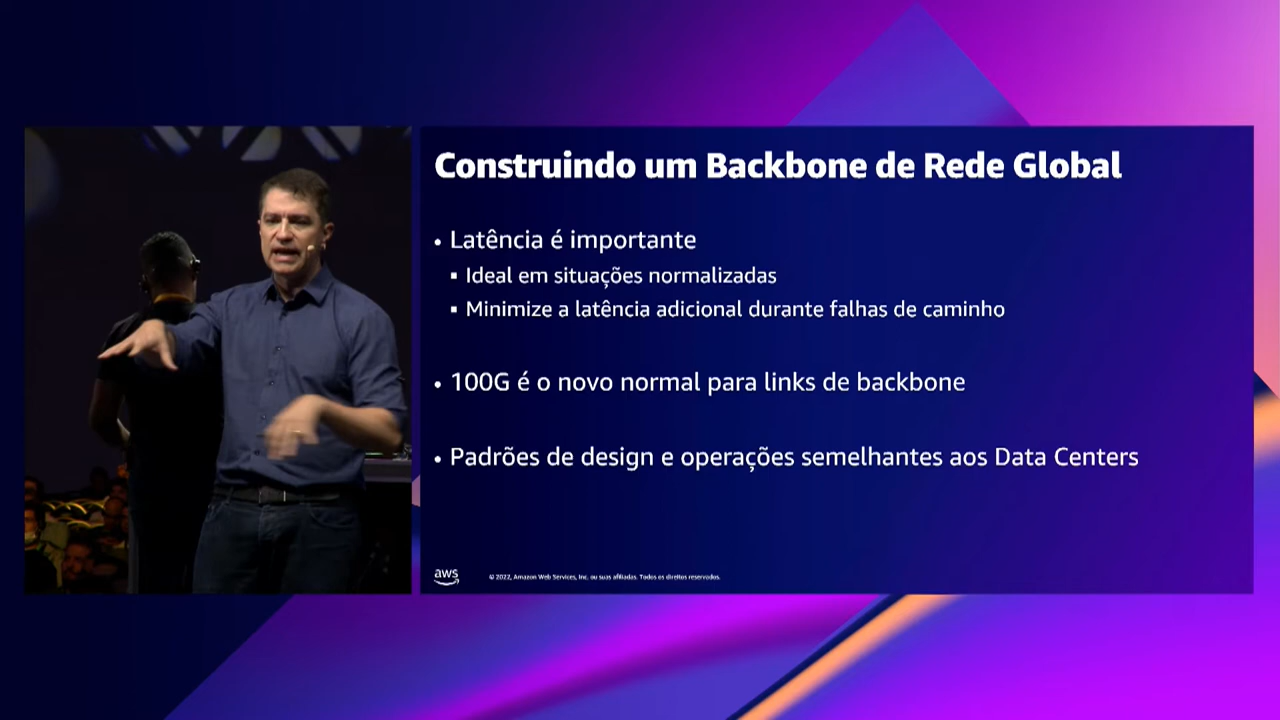 Construindo um Backbone de Rede Global
• Latência é importante
▪ Ideal em situações normalizadas
▪ Minimize a latência adicional durante falhas de caminho
• 100G é o novo normal para links de backbone
• Padrões de design e operações semelhantes aos Data Centers
aws
© 2022, Amazon Web Services, Inc. ou suas afiliadas. Todos os direitos reservados.